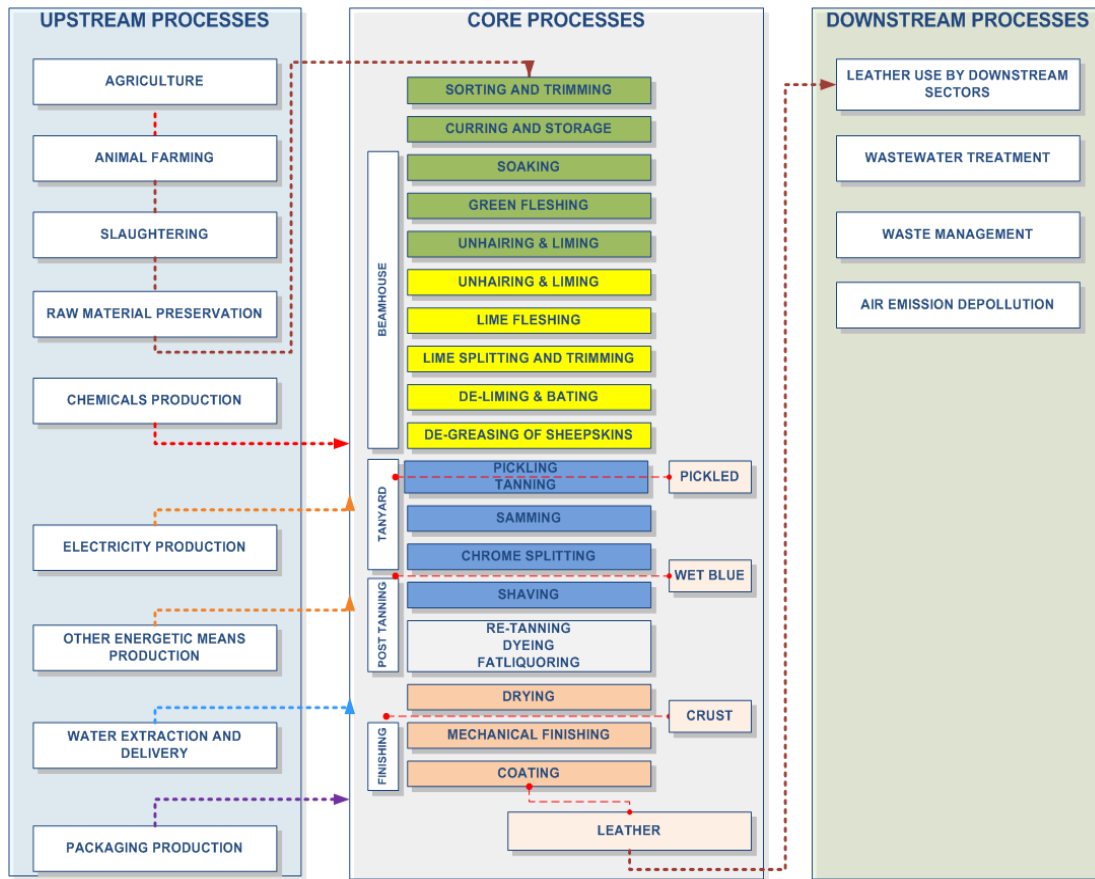 UPSTREAM PROCESSES
AGRICULTURE
ANIMAL FARMING
SLAUGHTERING
RAW MATERIAL PRESERVATION
CHEMICALS PRODUCTION
ELECTRICITY PRODUCTION
OTHER ENERGETIC MEANS
PRODUCTION
WATER EXTRACTION AND
DELIVERY
PACKAGING PRODUCTION
CORE PROCESSES
SORTING AND TRIMMING
CURRING AND STORAGE
BEAMHOUSE
SOAKING
GREEN FLESHING
UNHAIRING & LIMING
UNHAIRING & LIMING
LIME FLESHING
LIME SPLITTING AND TRIMMING
DE-LIMING & BATING
DE-GREASING OF SHEEPSKINS
TANYARD
PICKLING
TANNING
PICKLED
SAMMING
CHROME SPLITTING
WET BLUE
POST TANNING
SHAVING
RE-TANNING
DYEING
FATLIQUORING
DRYING
CRUST
FINISHING
MECHANICAL FINISHING
COATING
LEATHER
DOWNSTREAM PROCESSES
LEATHER USE BY DOWNSTREAM
SECTORS
WASTEWATER TREATMENT
WASTE MANAGEMENT
AIR EMISSION DEPOLLUTION